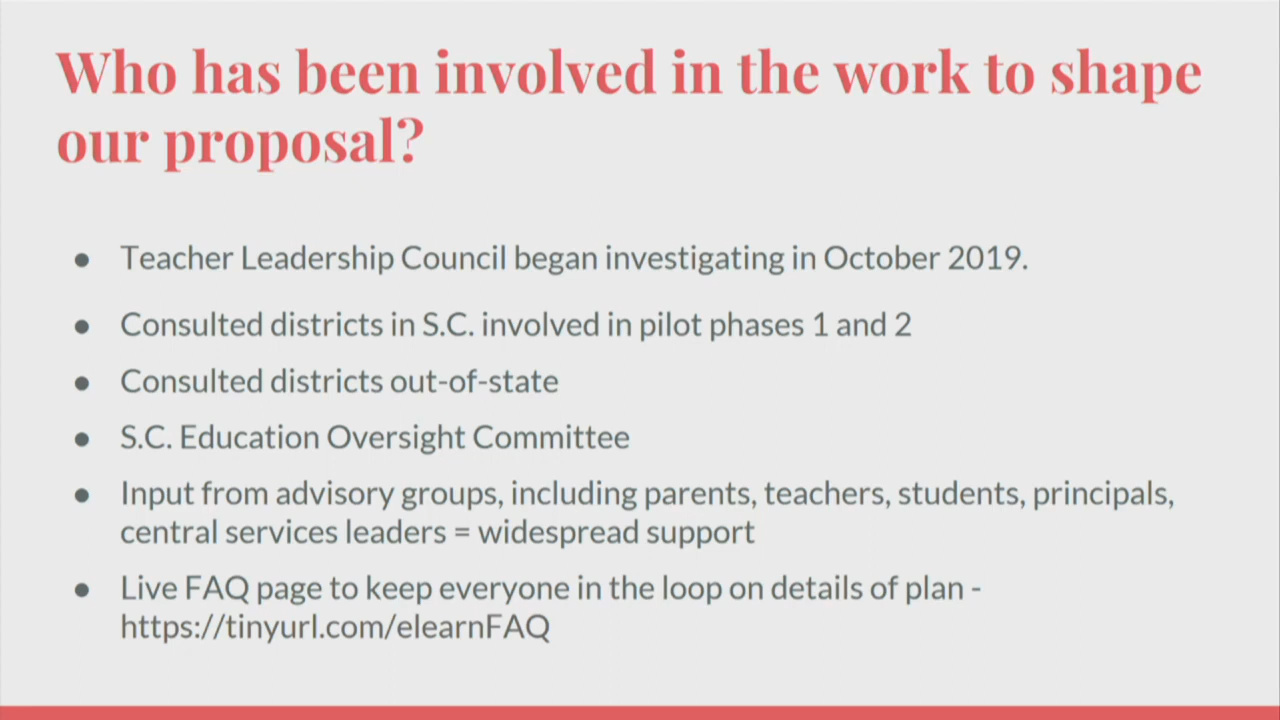 Who has been involved in the work to shape
our proposal?
● Teacher Leadership Council began investigating in October 2019.
● Consulted districts in S.C. involved in pilot phases 1 and 2
● Consulted districts out-of-state
● S.C. Education Oversight Committee
● Input from advisory groups, including parents, teachers, students, principals,
central services leaders = widespread support
● Live FAQ page to keep everyone in the loop on details of plan -
https://tinyurl.com/elearnFAQ